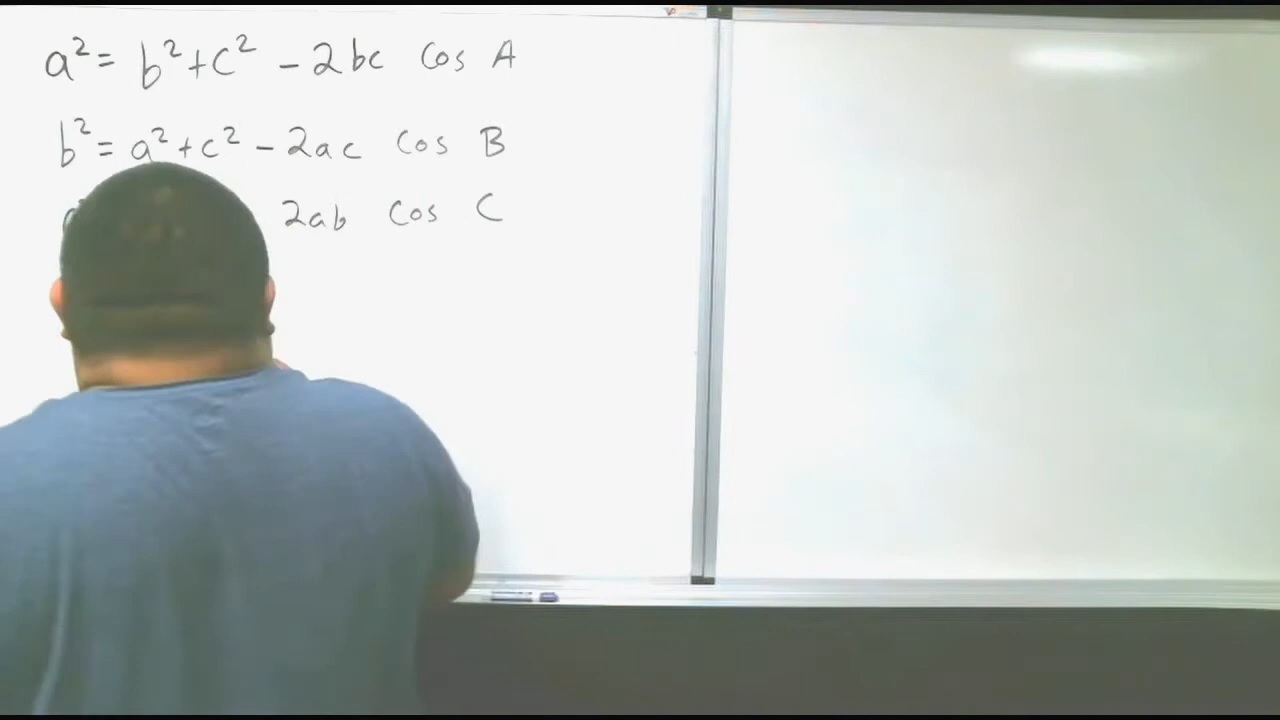 a² = b² + c² - 2bc cos A
b² = a² + c² - 2ac cos B
2ab cos C